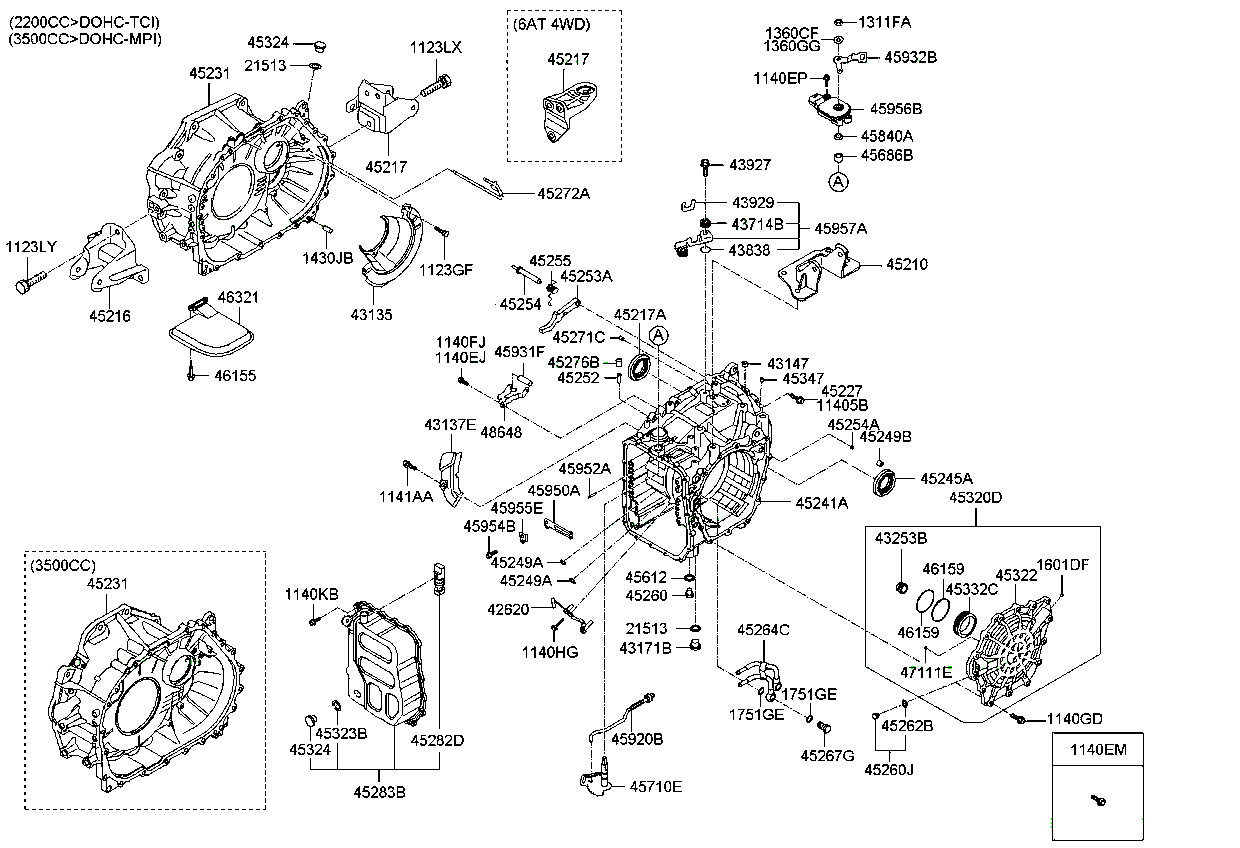 (2200CC>DOHC-TCI)
(3500CC>DOHC-MPI)
45324
21513
45231
1123LX
45217
(6AT 4WD)
45217
1311FA
1360CF
1360GG
45932B
1140EP
45956B
45840A
45686B
A
43927
43929
43714B
45957A
43838
45210
45272A
1123LY
1430JB
1123GF
43135
45216
46321
46155
45255
45253A
45254
45217A
A
45271C
1140FJ
1140EJ
45931F
45276B
45252
43147
45347
45227
11405B
48648
43137E
45254A
45249B
1141AA
45952A
45950A
45955E
45954B
45245A
45241A
45320D
45249A
45249A
43253B
46159
45332C
45322
1601DF
46159
47111E
(3500CC)
45231
1140KB
42620
1140HG
45612
45260
21513
43171B
45264C
1751GE
1751GE
45267G
45262B
45260J
1140GD
45323B
45324
45282D
45283B
45920B
45710E
1140EM